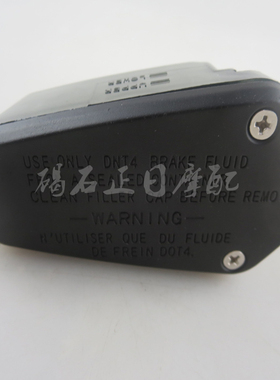 USE ONLY DNT4 BRAKE FLUID
碣石正日摩配
CLEAN FILLER CAP BEFORE REMO
— WARNING —
N'UTILISER QUE DU FLUIDE
DE FREIN DOT4.